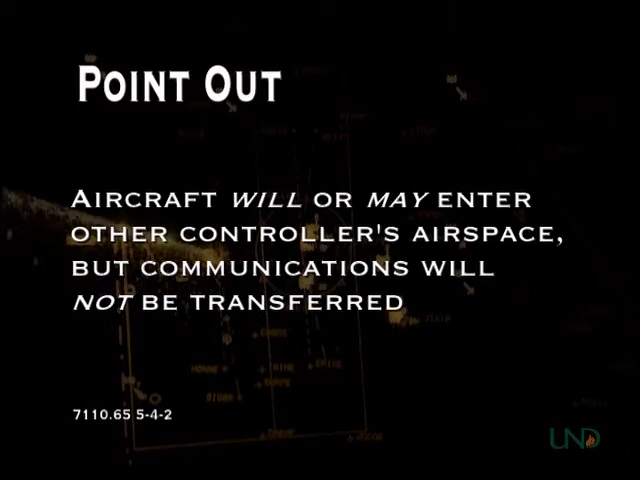 POINT OUT
AIRCRAFT WILL OR MAY ENTER
OTHER CONTROLLER'S AIRSPACE,
BUT COMMUNICATIONS WILL
NOT BE TRANSFERRED
7110.65 5-4-2
UND